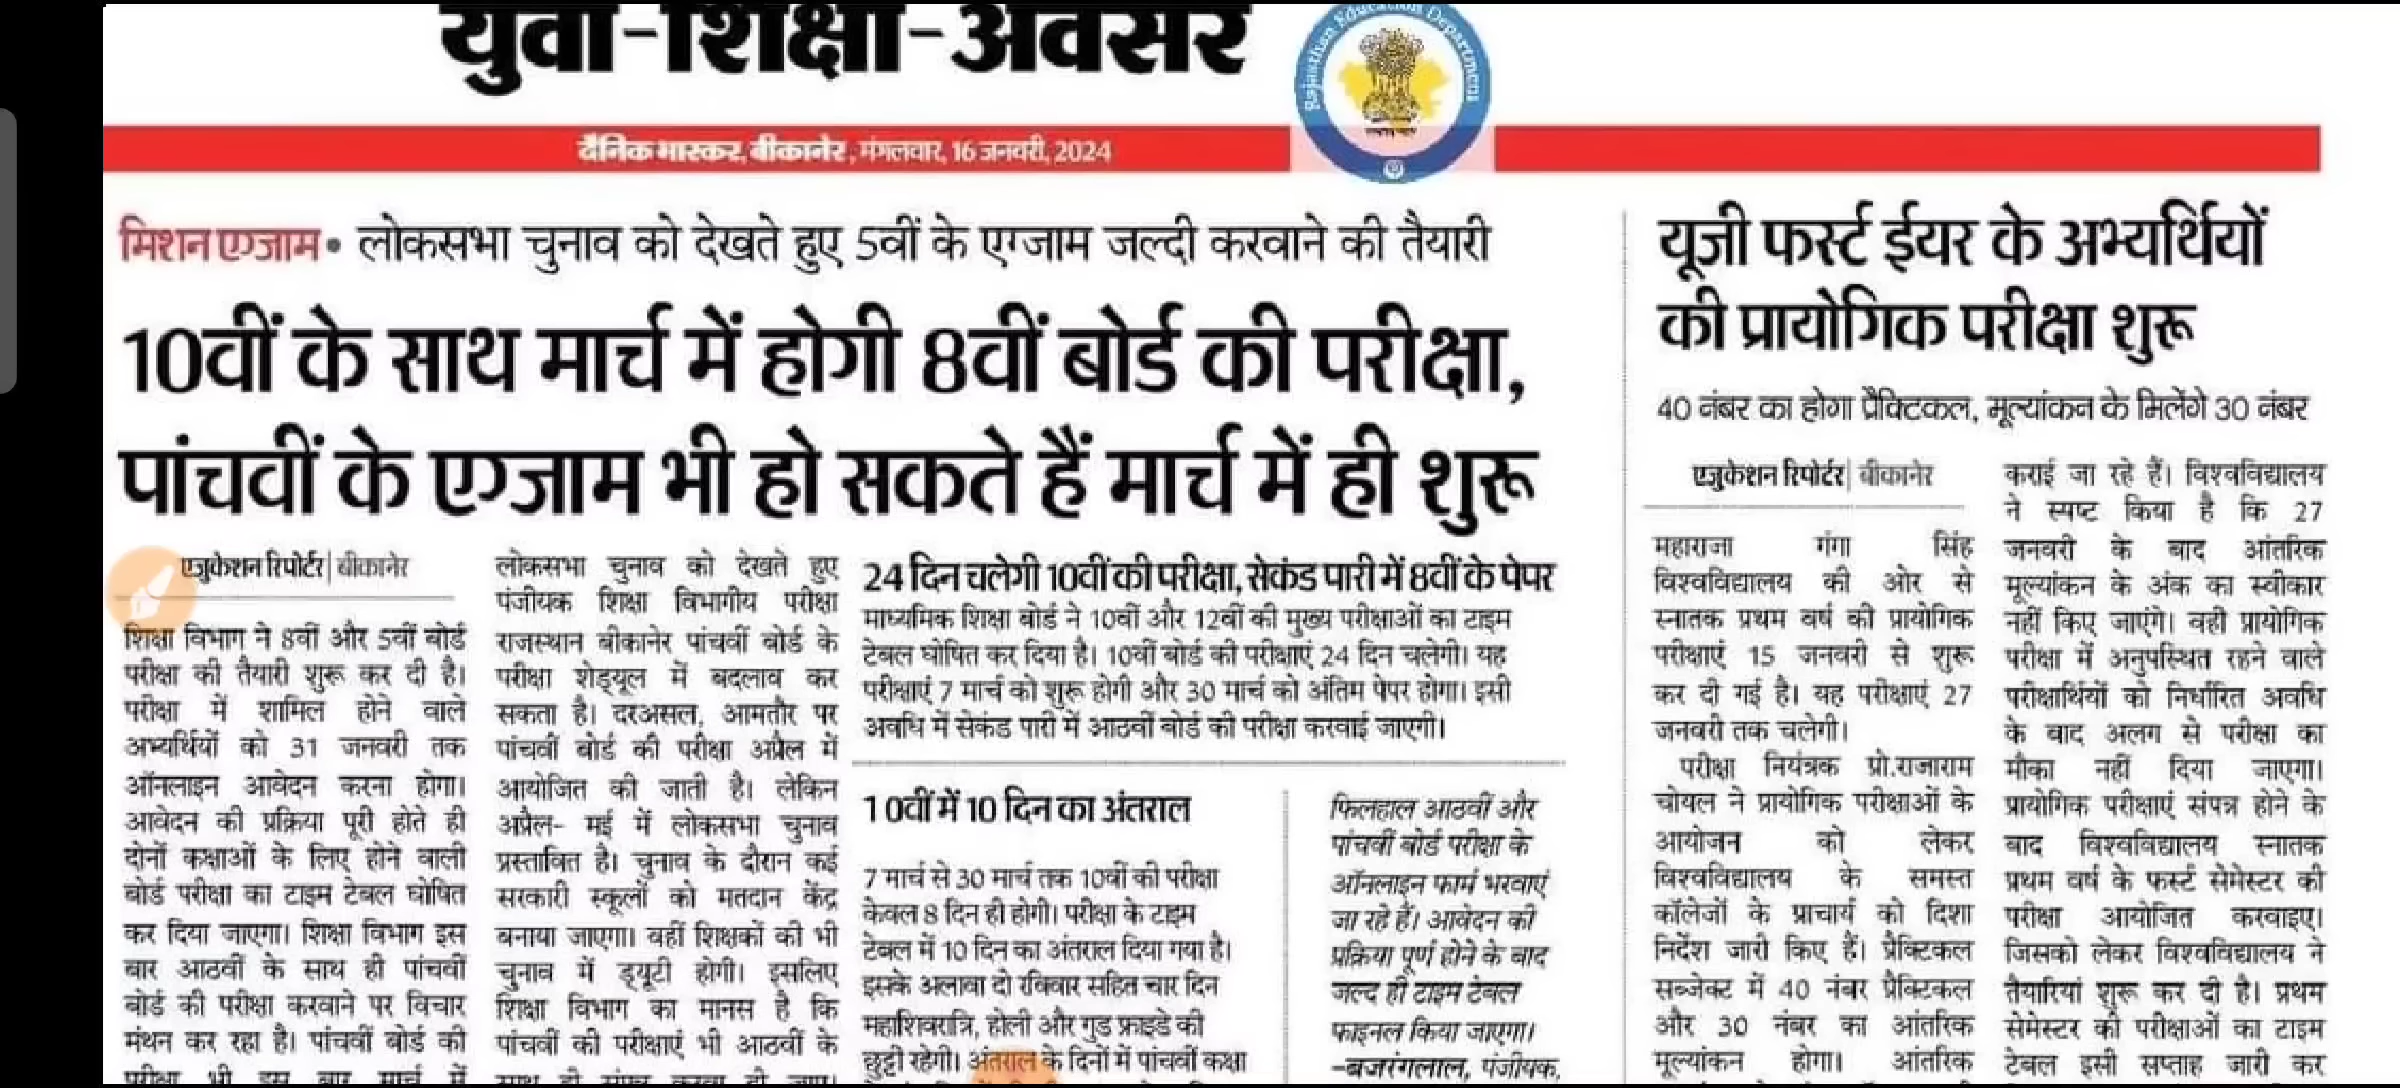 युवा-शिक्षा-अवसर
Rajasthan Education Department
दैनिक भास्कर, बीकानेर, मंगलवार, 16 जनवरी, 2024
मिशन एग्जाम • लोकसभा चुनाव को देखते हुए 5वीं के एग्जाम जल्दी करवाने की तैयारी
10वीं के साथ मार्च में होगी 8वीं बोर्ड की परीक्षा,
पांचवीं के एग्जाम भी हो सकते हैं मार्च में ही शुरू
एजुकेशन रिपोर्टर | बीकानेर
शिक्षा विभाग ने 8वीं और 5वीं बोर्ड
परीक्षा की तैयारी शुरू कर दी है।
परीक्षा में शामिल होने वाले
अभ्यर्थियों को 31 जनवरी तक
ऑनलाइन आवेदन करना होगा।
आवेदन की प्रक्रिया पूरी होते ही
दोनों कक्षाओं के लिए होने वाली
बोर्ड परीक्षा का टाइम टेबल घोषित
कर दिया जाएगा। शिक्षा विभाग इस
बार आठवीं के साथ ही पांचवीं
बोर्ड की परीक्षा करवाने पर विचार
मंथन कर रहा है। पांचवीं बोर्ड की
परीक्षा भी इस बार मार्च में
लोकसभा चुनाव को देखते हुए
पंजीयक शिक्षा विभागीय परीक्षा
राजस्थान बीकानेर पांचवीं बोर्ड के
परीक्षा शेड्यूल में बदलाव कर
सकता है। दरअसल, आमतौर पर
पांचवीं बोर्ड की परीक्षा अप्रैल में
आयोजित की जाती है। लेकिन
अप्रैल- मई में लोकसभा चुनाव
प्रस्तावित है। चुनाव के दौरान कई
सरकारी स्कूलों को मतदान केंद्र
बनाया जाएगा। वहीं शिक्षकों की भी
चुनाव में ड्यूटी होगी। इसलिए
शिक्षा विभाग का मानस है कि
पांचवीं की परीक्षाएं भी आठवीं के
साथ ही संपन्न करवा दी जाए।
24 दिन चलेगी 10वीं की परीक्षा, सेकंड पारी में 8वीं के पेपर
माध्यमिक शिक्षा बोर्ड ने 10वीं और 12वीं की मुख्य परीक्षाओं का टाइम
टेबल घोषित कर दिया है। 10वीं बोर्ड की परीक्षाएं 24 दिन चलेगी। यह
परीक्षाएं 7 मार्च को शुरू होगी और 30 मार्च को अंतिम पेपर होगा। इसी
अवधि में सेकंड पारी में आठवीं बोर्ड की परीक्षा करवाई जाएगी।
10वीं में 10 दिन का अंतराल
7 मार्च से 30 मार्च तक 10वीं की परीक्षा
केवल 8 दिन ही होगी। परीक्षा के टाइम
टेबल में 10 दिन का अंतराल दिया गया है।
इसके अलावा दो रविवार सहित चार दिन
महाशिवरात्रि, होली और गुड फ्राइडे की
छुट्टी रहेगी। अंतराल के दिनों में पांचवीं कक्षा
फिलहाल आठवीं और
पांचवीं बोर्ड परीक्षा के
ऑनलाइन फार्म भरवाएं
जा रहे हैं। आवेदन की
प्रक्रिया पूर्ण होने के बाद
जल्द ही टाइम टेबल
फाइनल किया जाएगा।
-बजरंगलाल, पंजीयक,
यूजी फर्स्ट ईयर के अभ्यर्थियों
की प्रायोगिक परीक्षा शुरू
40 नंबर का होगा प्रैक्टिकल, मूल्यांकन के मिलेंगे 30 नंबर
एजुकेशन रिपोर्टर | बीकानेर
महाराजा गंगा सिंह
विश्वविद्यालय की ओर से
स्नातक प्रथम वर्ष की प्रायोगिक
परीक्षाएं 15 जनवरी से शुरू
कर दी गई है। यह परीक्षाएं 27
जनवरी तक चलेगी।
परीक्षा नियंत्रक प्रो.राजाराम
चोयल ने प्रायोगिक परीक्षाओं के
आयोजन को लेकर
विश्वविद्यालय के समस्त
कॉलेजों के प्राचार्य को दिशा
निर्देश जारी किए हैं। प्रैक्टिकल
सब्जेक्ट में 40 नंबर प्रैक्टिकल
और 30 नंबर का आंतरिक
मूल्यांकन होगा। आंतरिक
कराई जा रहे हैं। विश्वविद्यालय
ने स्पष्ट किया है कि 27
जनवरी के बाद आंतरिक
मूल्यांकन के अंक का स्वीकार
नहीं किए जाएंगे। वही प्रायोगिक
परीक्षा में अनुपस्थित रहने वाले
परीक्षार्थियों को निर्धारित अवधि
के बाद अलग से परीक्षा का
मौका नहीं दिया जाएगा।
प्रायोगिक परीक्षाएं संपन्न होने के
बाद विश्वविद्यालय स्नातक
प्रथम वर्ष के फर्स्ट सेमेस्टर की
परीक्षा आयोजित करवाइए।
जिसको लेकर विश्वविद्यालय ने
तैयारियां शुरू कर दी है। प्रथम
सेमेस्टर की परीक्षाओं का टाइम
टेबल इसी सप्ताह जारी कर